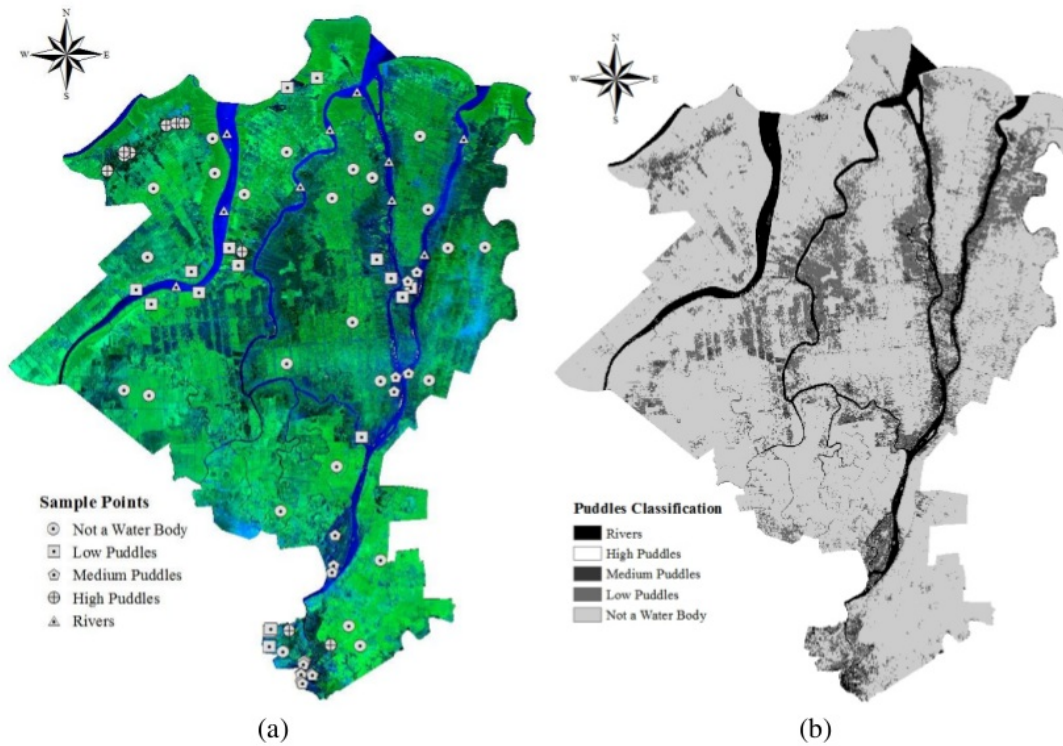 N
W E
S
Sample Points
Not a Water Body
Low Puddles
Medium Puddles
High Puddles
Rivers
(a)
N
W E
S
Puddles Classification
Rivers
High Puddles
Medium Puddles
Low Puddles
Not a Water Body
(b)